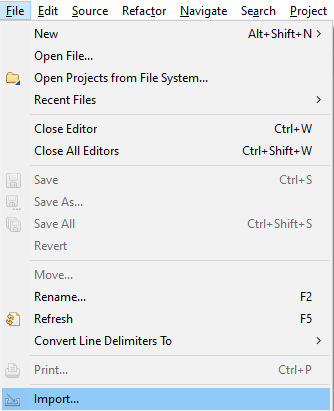 File Edit Source Refactor Navigate Search Project
New Alt+Shift+N >
Open File...
Open Projects from File System...
Recent Files >
Close Editor Ctrl+W
Close All Editors Ctrl+Shift+W
Save Ctrl+S
Save As...
Save All Ctrl+Shift+S
Revert
Move...
Rename... F2
Refresh F5
Convert Line Delimiters To >
Print... Ctrl+P
Import...